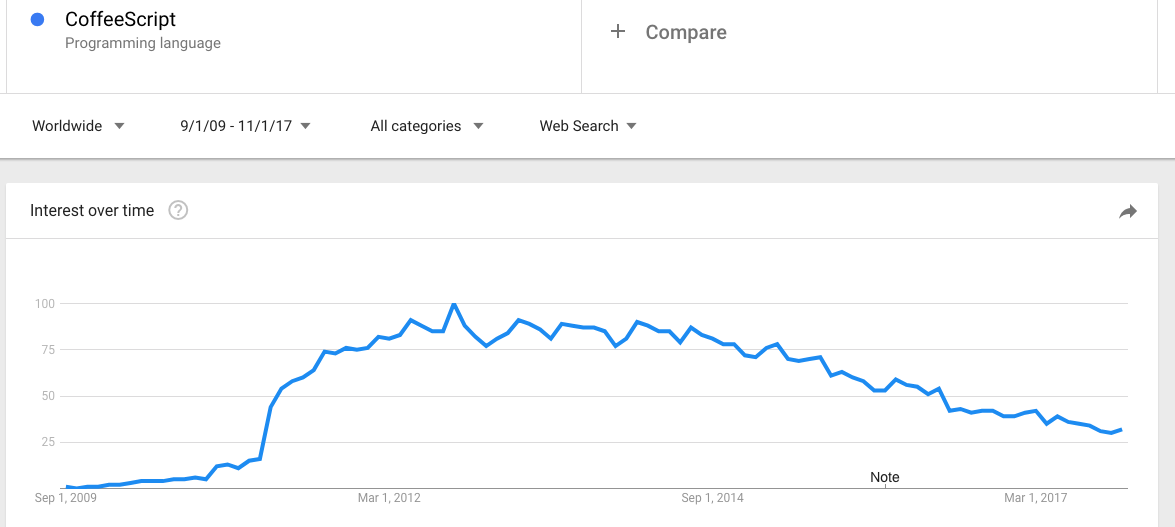 CoffeeScript
Programming language
+ Compare
Worldwide 9/1/09 - 11/1/17 All categories Web Search
Interest over time ?
100
75
50
25
Note
Sep 1, 2009 Mar 1, 2012 Sep 1, 2014 Mar 1, 2017